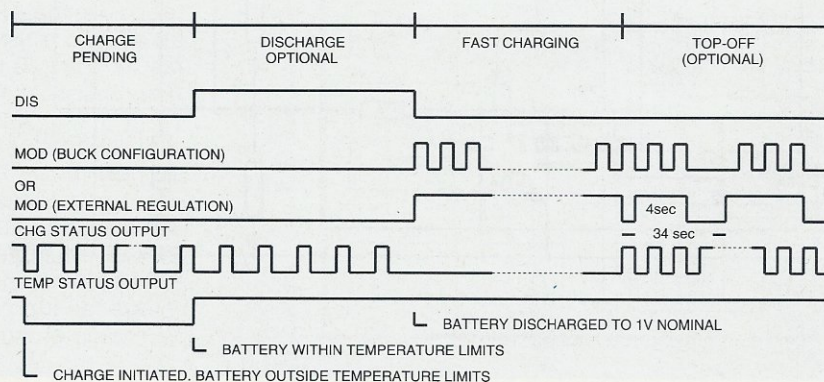 CHARGE
PENDING
DISCHARGE
OPTIONAL
FAST CHARGING
TOP-OFF
(OPTIONAL)
DIS
MOD (BUCK CONFIGURATION)
OR
MOD (EXTERNAL REGULATION)
4sec
34 sec
CHG STATUS OUTPUT
TEMP STATUS OUTPUT
BATTERY DISCHARGED TO 1V NOMINAL
BATTERY WITHIN TEMPERATURE LIMITS
CHARGE INITIATED. BATTERY OUTSIDE TEMPERATURE LIMITS